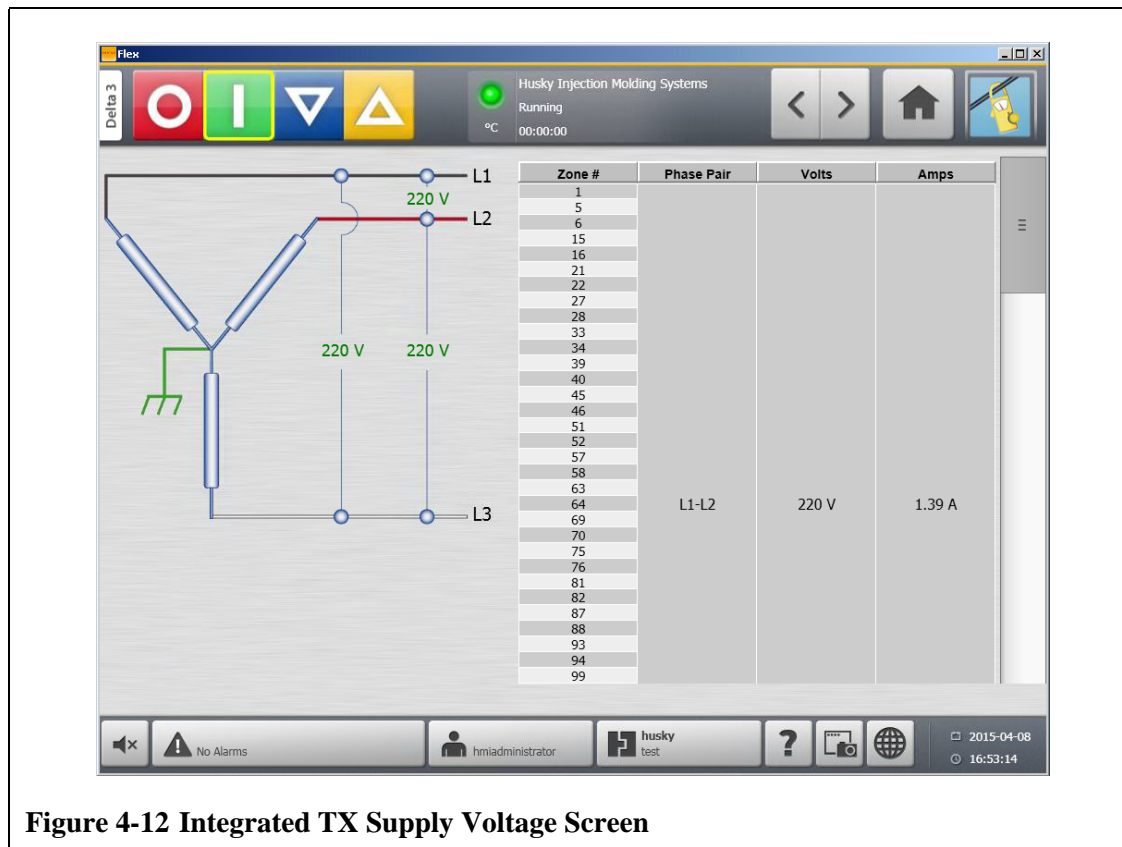 Flex
Delta 3
Husky Injection Molding Systems
Running
°C 00:00:00
L1
220 V
L2
220 V 220 V
L3
Zone # Phase Pair Volts Amps
1
5
6
15
16
21
22
27
28
33
34
39
40
45
46
51
52
57
58
63
64 L1-L2 220 V 1.39 A
69
70
75
76
81
82
87
88
93
94
99
No Alarms
hmiadministrator
husky
test
?
2015-04-08
16:53:14
Figure 4-12 Integrated TX Supply Voltage Screen